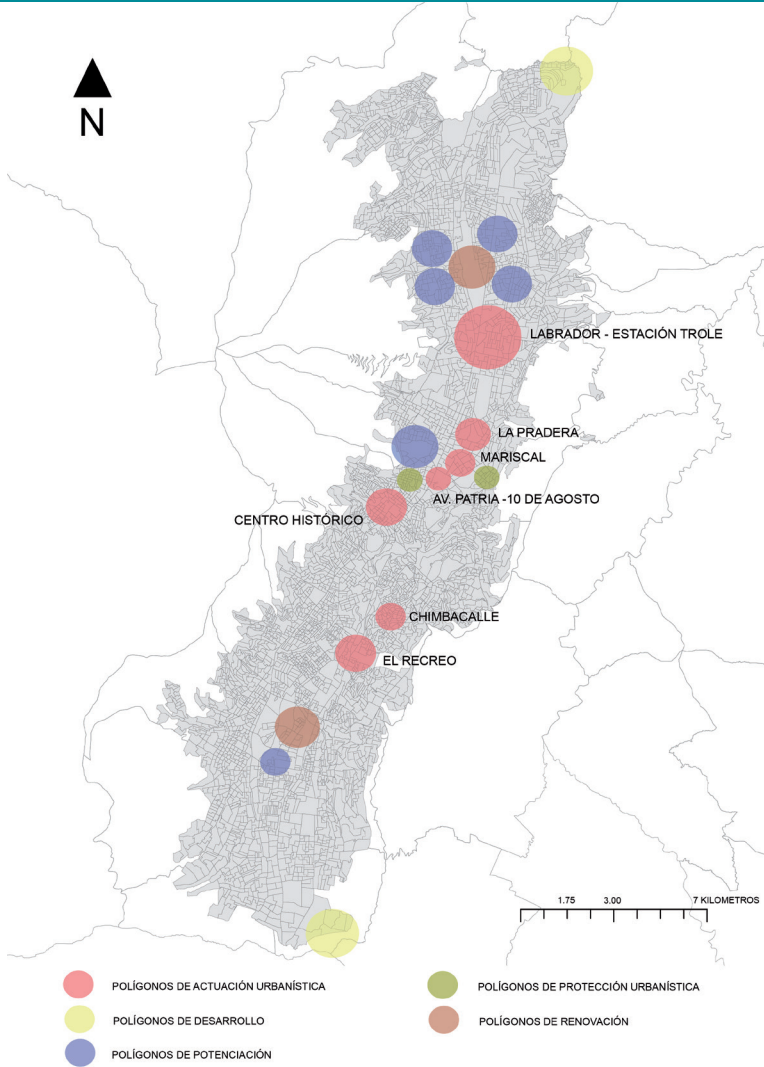 N
LABRADOR - ESTACIÓN TROLE
LA PRADERA
MARISCAL
AV. PATRIA -10 DE AGOSTO
CENTRO HISTÓRICO
CHIMBACALLE
EL RECREO
1.75 3.00 7 KILOMETROS
POLÍGONOS DE ACTUACIÓN URBANÍSTICA
POLÍGONOS DE DESARROLLO
POLÍGONOS DE POTENCIACIÓN
POLÍGONOS DE PROTECCIÓN URBANÍSTICA
POLÍGONOS DE RENOVACIÓN